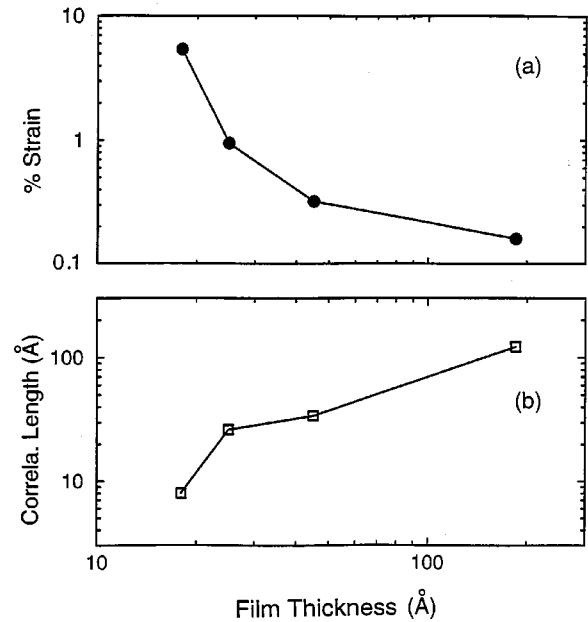 10
(a)
1
% Strain
0.1
100
(b)
10
Correla. Length (Å)
10
100
Film Thickness (Å)